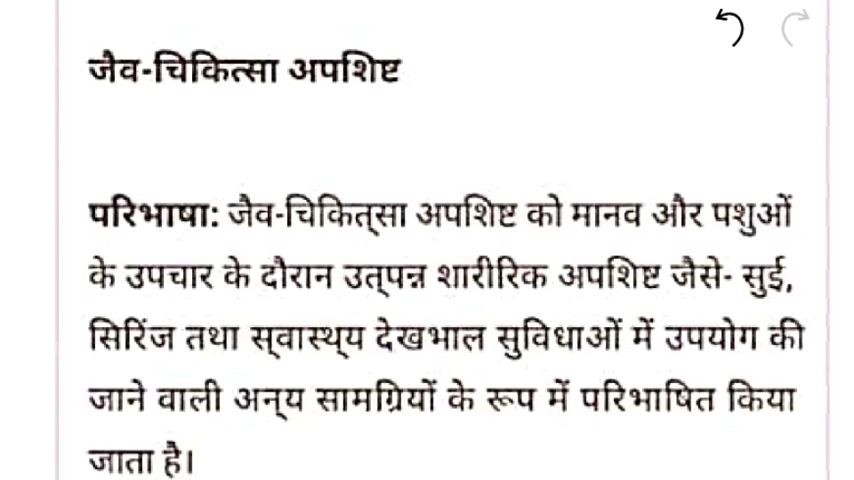 जैव-चिकित्सा अपशिष्ट
परिभाषा: जैव-चिकित्‌सा अपशिष्ट को मानव और पशुओं
के उपचार के दौरान उत्‌पन्न शारीरिक अपशिष्ट जैसे- सुई,
सिरिंज तथा स्‌वास्‌थ्‌य देखभाल सुविधाओं में उपयोग की
जाने वाली अन्‌य सामग्रियों के रूप में परिभाषित किया
जाता है।